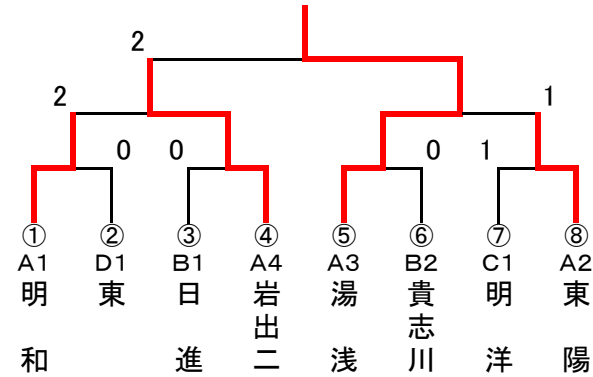 2
2 1
0 0 0 1
① ② ③ ④ ⑤ ⑥ ⑦ ⑧
A1 D1 B1 A4 A3 B2 C1 A2
明和
東
日進
岩出二
湯浅
貴志川
明洋
東陽